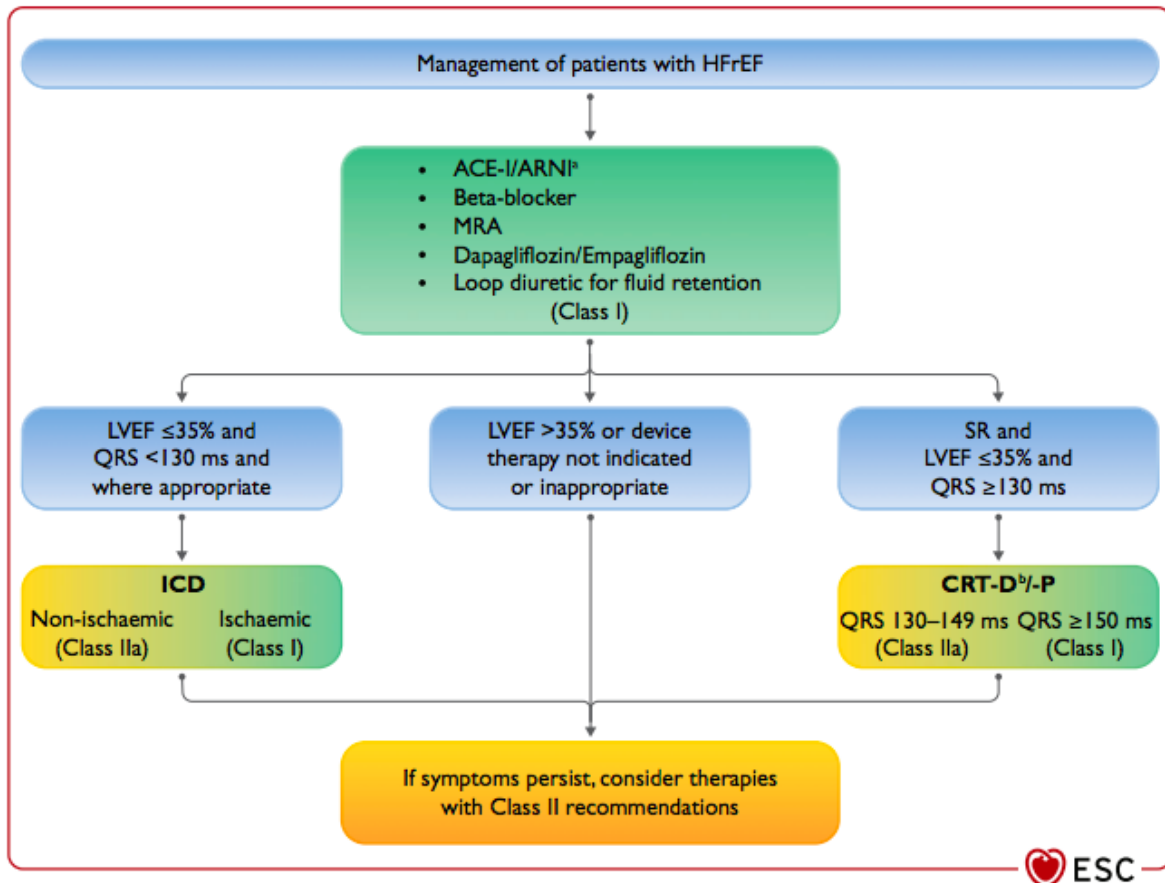 Management of patients with HFrEF
• ACE-I/ARNIᵃ
• Beta-blocker
• MRA
• Dapagliflozin/Empagliflozin
• Loop diuretic for fluid retention
(Class I)
LVEF ≤35% and
QRS <130 ms and
where appropriate
LVEF >35% or device
therapy not indicated
or inappropriate
SR and
LVEF ≤35% and
QRS ≥130 ms
ICD
Non-ischaemic Ischaemic
(Class IIa) (Class I)
CRT-Dᵇ/-P
QRS 130–149 ms QRS ≥150 ms
(Class IIa) (Class I)
If symptoms persist, consider therapies
with Class II recommendations
ESC